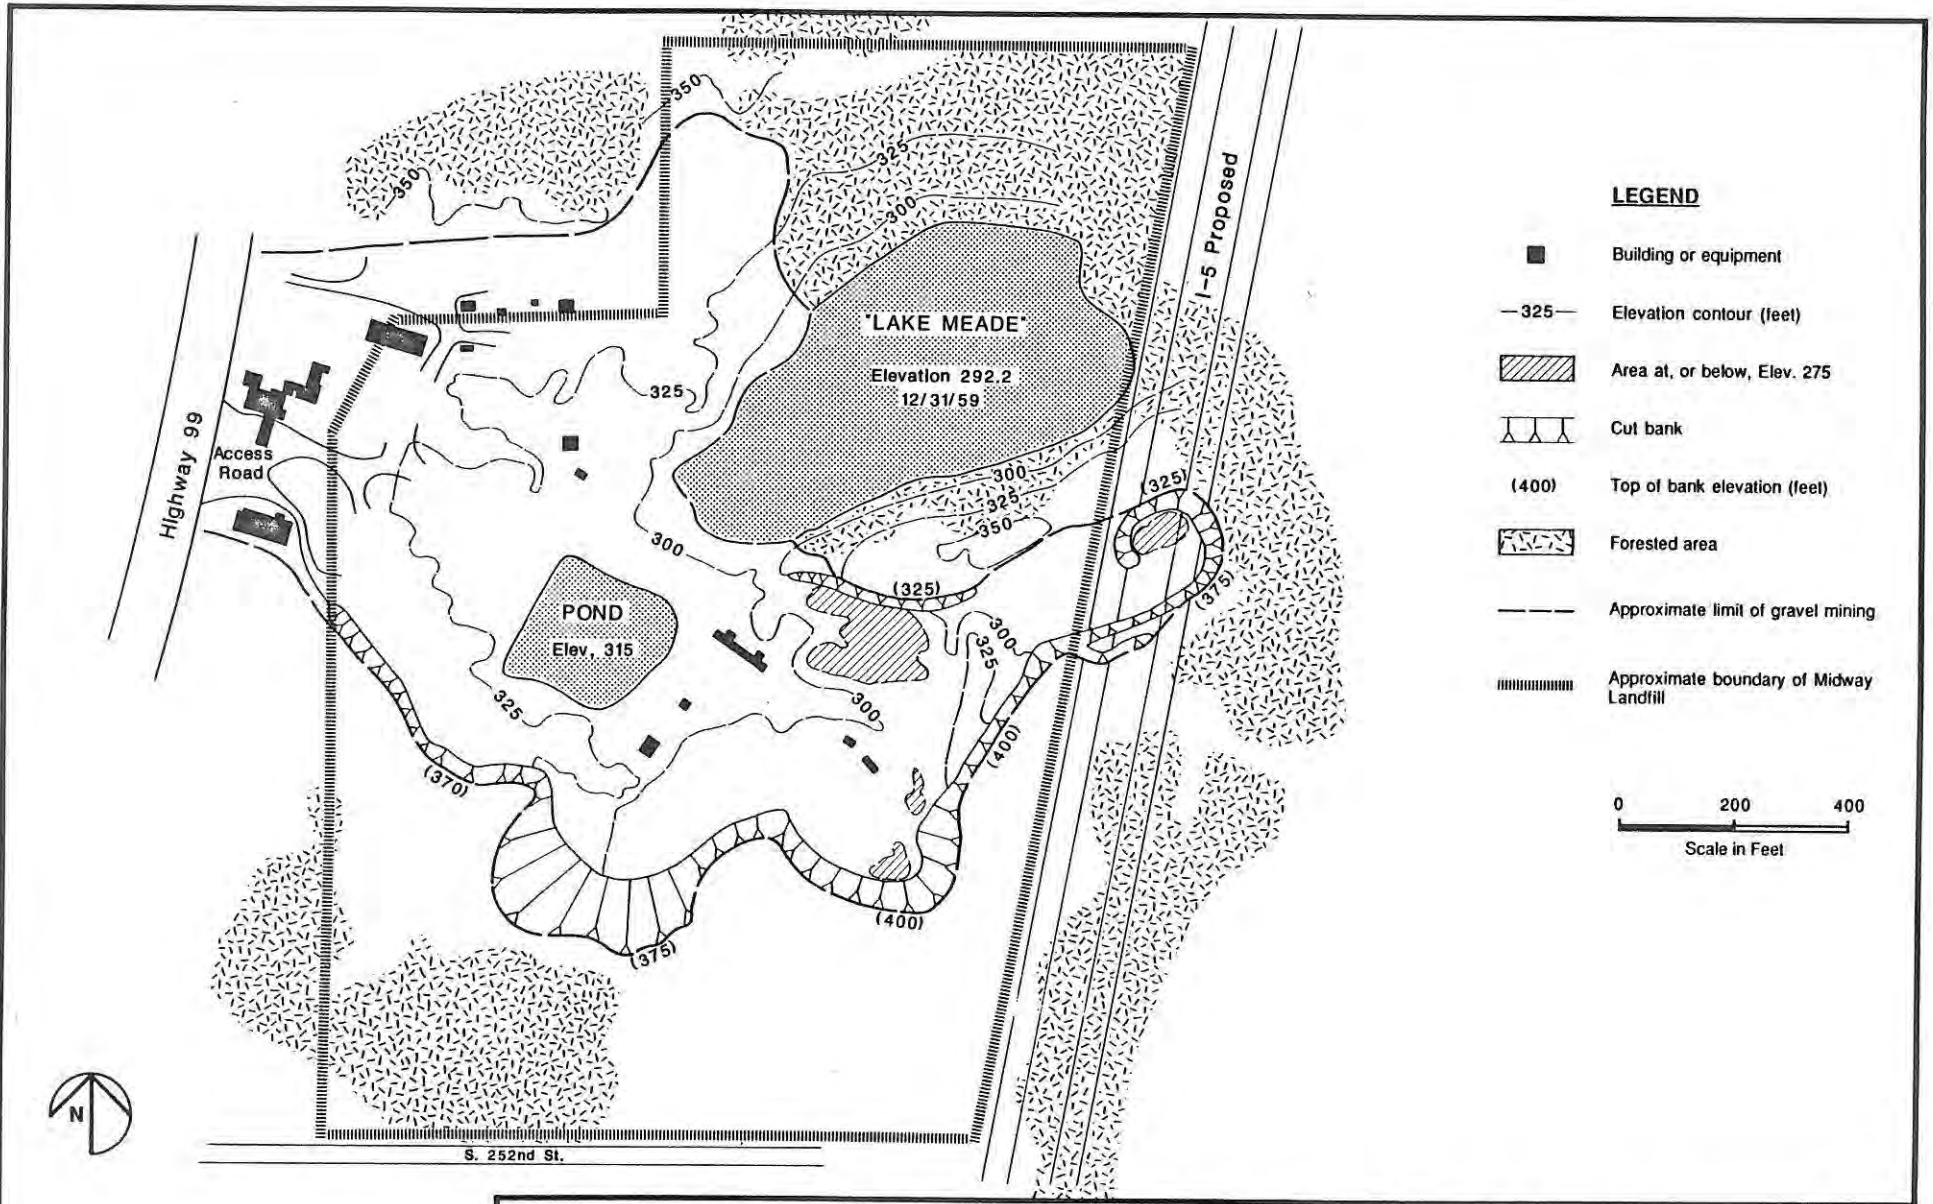 350
350
325
300
I-5 Proposed
"LAKE MEADE"
Elevation 292.2
12/31/59
325
Highway 99
Access
Road
300
325
350
(325)
300
(325)
(375)
POND
Elev, 315
300
325
325
300
(400)
(370)
(400)
(375)
N
S. 252nd St.
LEGEND
Building or equipment
325 Elevation contour (feet)
Area at, or below, Elev. 275
Cut bank
(400) Top of bank elevation (feet)
Forested area
Approximate limit of gravel mining
Approximate boundary of Midway
Landfill
0 200 400
Scale in Feet